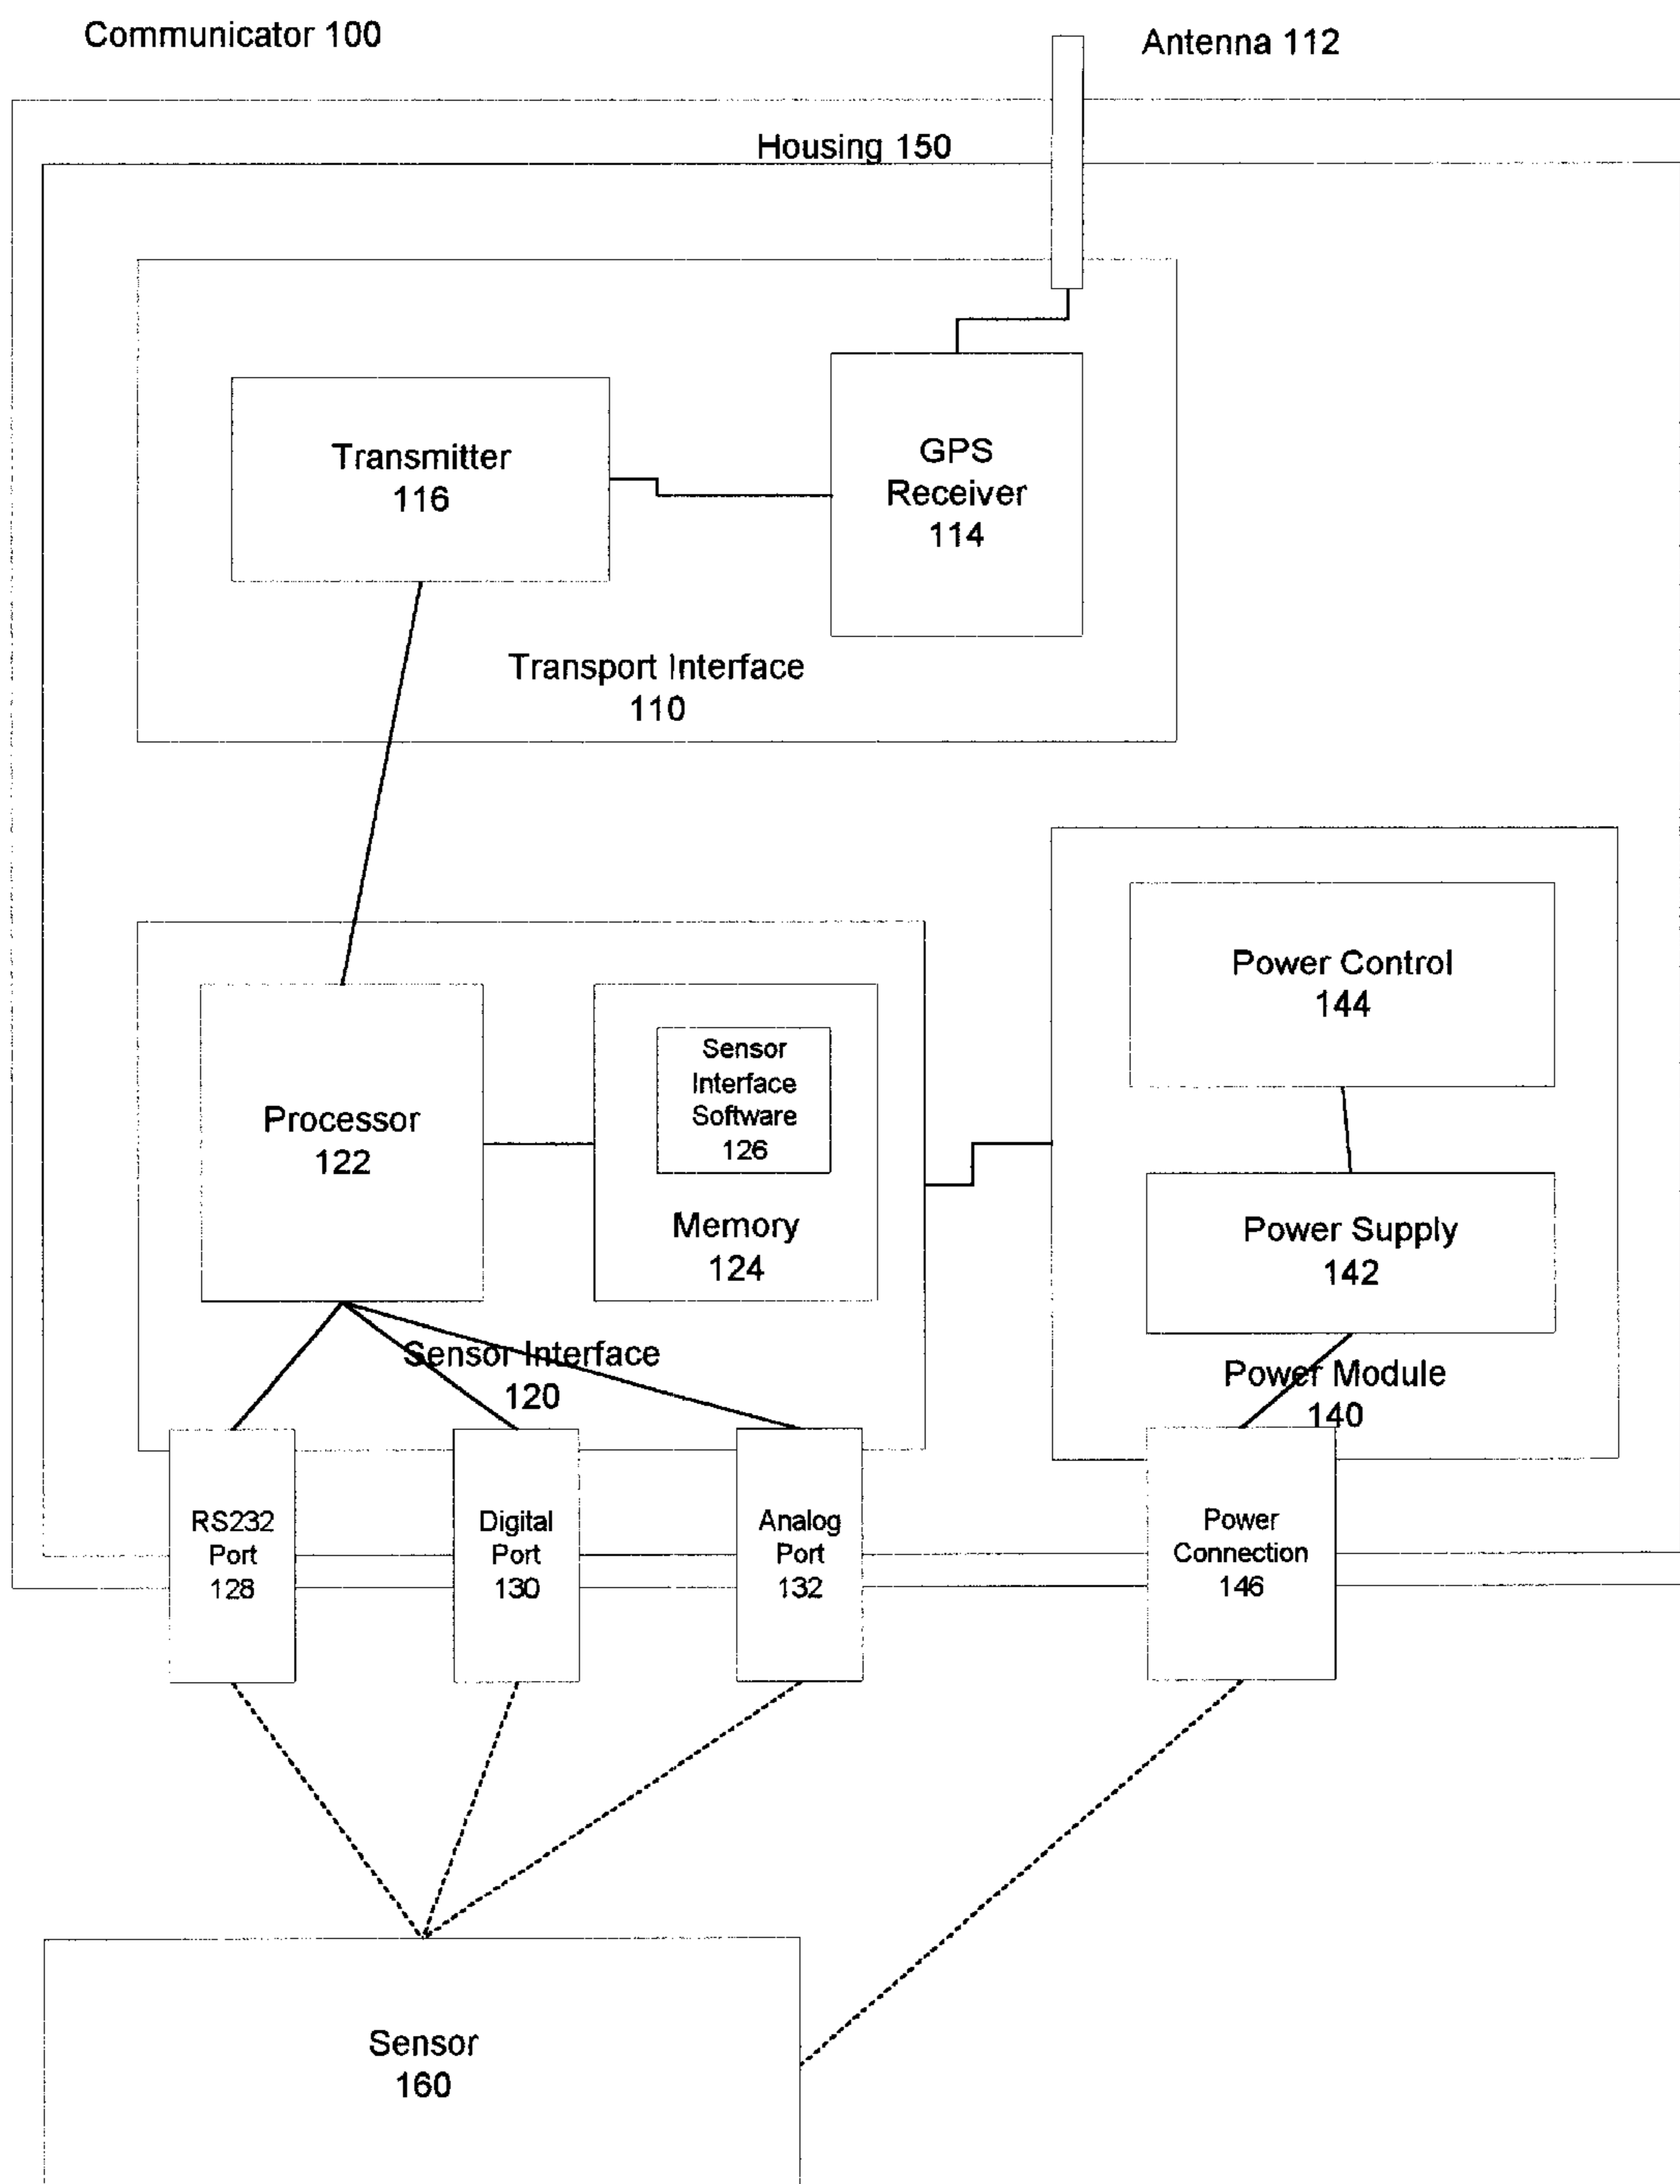 Communicator 100
Antenna 112
Housing 150
Transmitter
116
GPS
Receiver
114
Transport Interface
110
Power Control
144
Processor
122
Sensor
Interface
Software
126
Memory
124
Power Supply
142
Sensor Interface
120
Power Module
140
RS232
Port
128
Digital
Port
130
Analog
Port
132
Power
Connection
146
Sensor
160